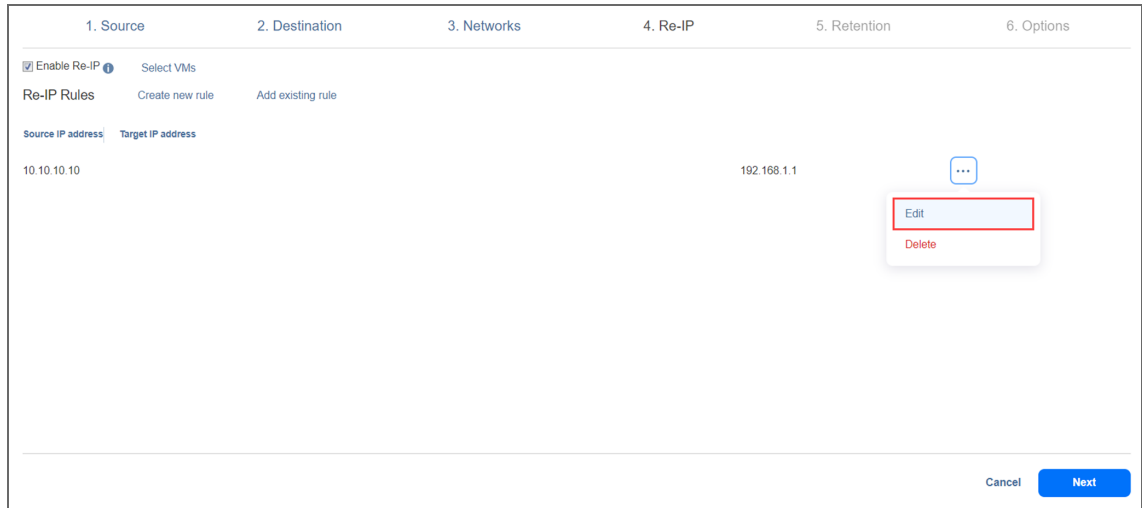 1. Source 2. Destination 3. Networks 4. Re-IP 5. Retention 6. Options
Enable Re-IP Select VMs
Re-IP Rules Create new rule Add existing rule
Source IP address Target IP address
10.10.10.10 192.168.1.1 ...
Edit
Delete
Cancel Next